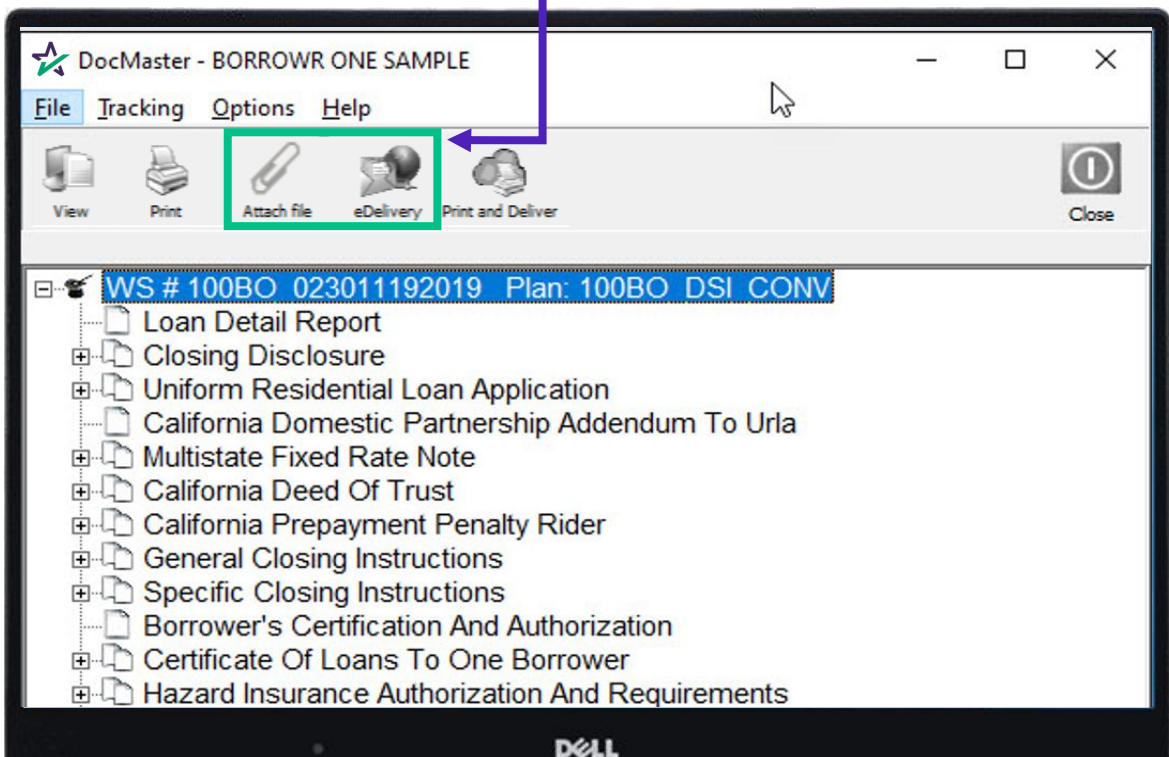 DocMaster - BORROWR ONE SAMPLE
File Tracking Options Help
View Print Attach file eDelivery Print and Deliver Close
WS # 100BO_023011192019 Plan: 100BO_DSI_CONV
Loan Detail Report
Closing Disclosure
Uniform Residential Loan Application
California Domestic Partnership Addendum To Urla
Multistate Fixed Rate Note
California Deed Of Trust
California Prepayment Penalty Rider
General Closing Instructions
Specific Closing Instructions
Borrower's Certification And Authorization
Certificate Of Loans To One Borrower
Hazard Insurance Authorization And Requirements
DELL